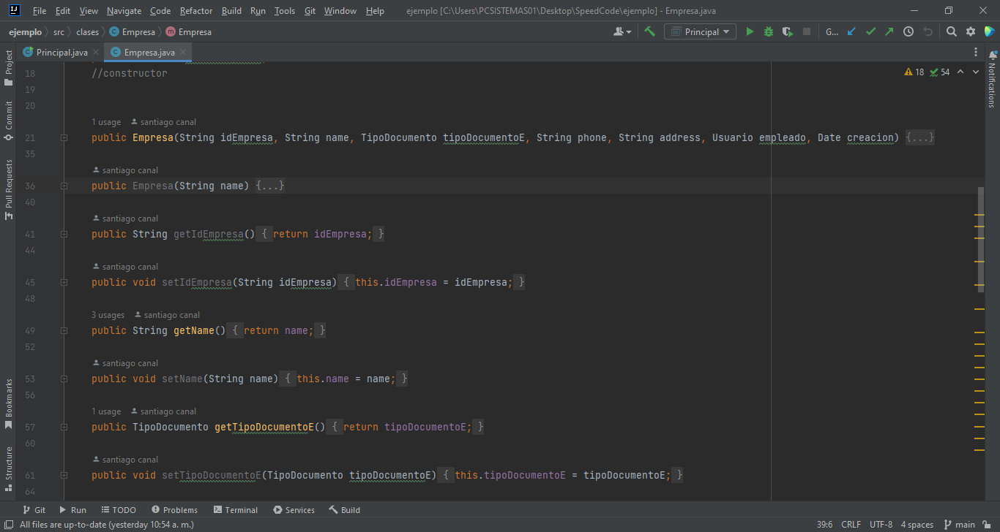 File Edit View Navigate Code Refactor Build Run Tools Git Window Help ejemplo [C:\Users\PCSISTEMAS01\Desktop\SpeedCode\ejemplo] - Empresa.java
ejemplo src clases Empresa Empresa Principal G...
Project
Commit
Pull Requests
Bookmarks
Structure
Principal.java Empresa.java
Notifications
18 //constructor 18 54
19
20
1 usage santiago canal
21 public Empresa(String idEmpresa, String name, TipoDocumento tipoDocumentoE, String phone, String address, Usuario empleado, Date creacion) {...}
35
santiago canal
36 public Empresa(String name) {...}
40
santiago canal
41 public String getIdEmpresa() { return idEmpresa; }
44
santiago canal
45 public void setIdEmpresa(String idEmpresa) { this.idEmpresa = idEmpresa; }
48
3 usages santiago canal
49 public String getName() { return name; }
52
santiago canal
53 public void setName(String name) { this.name = name; }
56
1 usage santiago canal
57 public TipoDocumento getTipoDocumentoE() { return tipoDocumentoE; }
60
santiago canal
61 public void setTipoDocumentoE(TipoDocumento tipoDocumentoE) { this.tipoDocumentoE = tipoDocumentoE; }
64
Git Run TODO Problems Terminal Services Build
All files are up-to-date (yesterday 10:54 a. m.) 39:6 CRLF UTF-8 4 spaces main